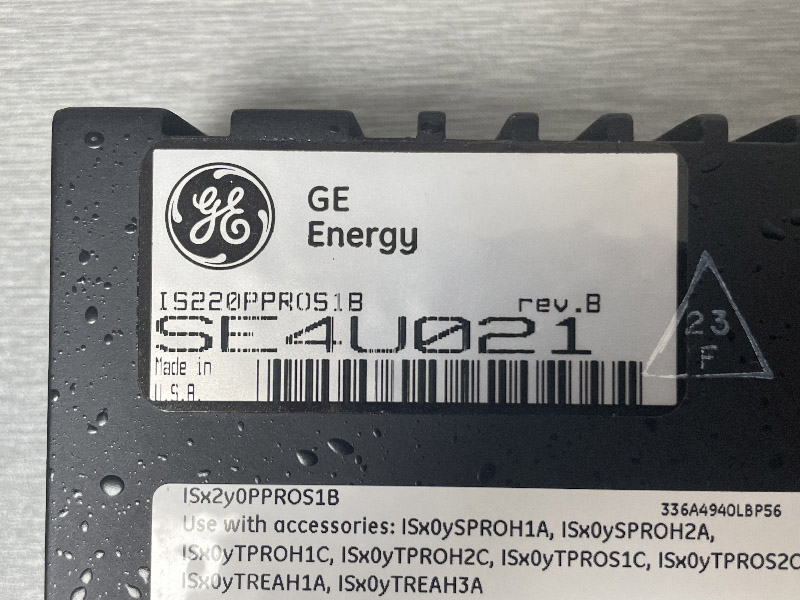 GE
GE
Energy
IS220PPROS1B rev.B
SE4U021
Made in
U.S.A.
23
F
ISx2y0PPROS1B
336A4940LBP56
Use with accessories: ISx0ySPROH1A, ISx0ySPROH2A,
ISx0yTPROH1C, ISx0yTPROH2C, ISx0yTPROS1C, ISx0yTPROS2C
ISx0yTREAH1A, ISx0yTREAH3A